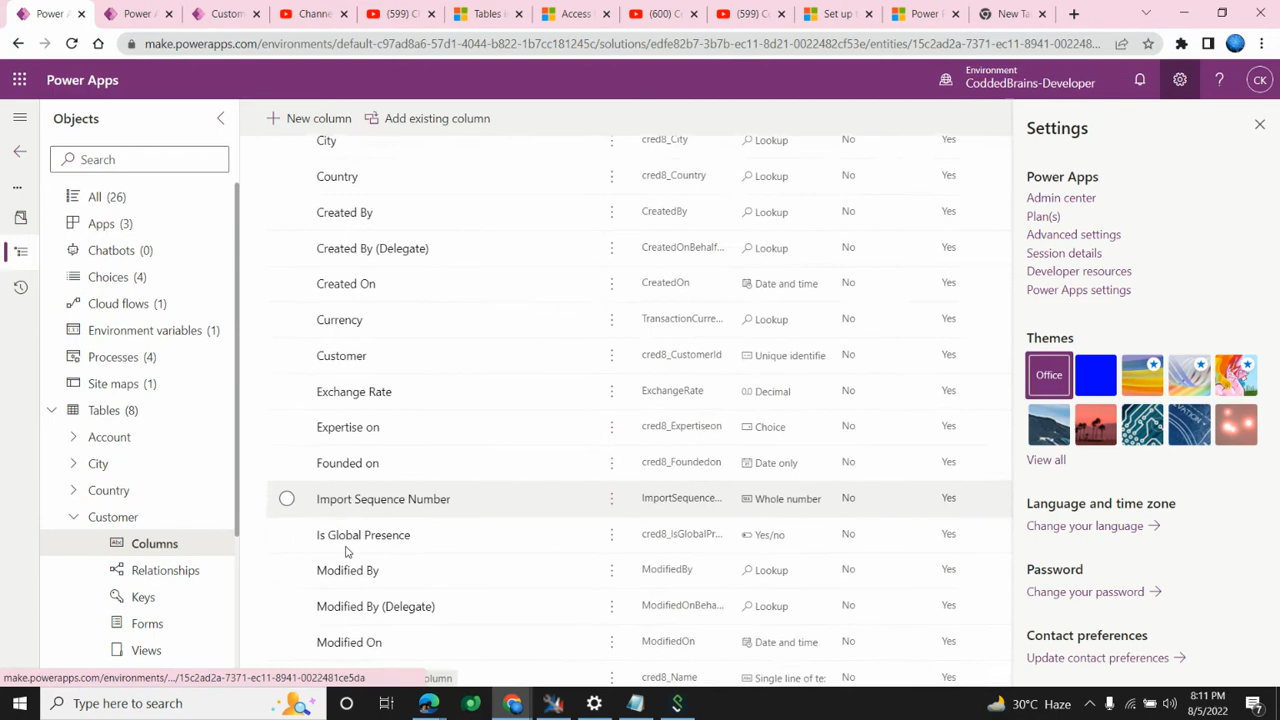 Power A
Power A
Custom
Channe
(599) C
Tables in
Access
(600) C
(599) C
Set up
Power F
New Ta
make.powerapps.com/environments/default-c97ad8a6-57d1-4049-b822-1b7cc181245c/solutions/edfe82b7-3b7b-ec11-8d21-0022482cf53e/entities/15c2ad2a-7371-ec11-8941-0022448...
Power Apps
Environment
CoddedBrains-Developer
CK
Objects
Search
All (26)
Apps (3)
Chatbots (0)
Choices (4)
Cloud flows (1)
Environment variables (1)
Processes (4)
Site maps (1)
Tables (8)
Account
City
Country
Customer
Columns
Relationships
Keys
Forms
Views
New column
Add existing column
City cred8_City Lookup No Yes
Country cred8_Country Lookup No Yes
Created By CreatedBy Lookup No Yes
Created By (Delegate) CreatedOnBehalf... Lookup No Yes
Created On CreatedOn Date and time No Yes
Currency TransactionCurre... Lookup No Yes
Customer cred8_CustomerId Unique identifie No Yes
Exchange Rate ExchangeRate Decimal No Yes
Expertise on cred8_Expertiseon Choice No Yes
Founded on cred8_Foundedon Date only No Yes
Import Sequence Number ImportSequence... Whole number No Yes
Is Global Presence cred8_IsGlobalPr... Yes/no No Yes
Modified By ModifiedBy Lookup No Yes
Modified By (Delegate) ModifiedOnBeha... Lookup No Yes
Modified On ModifiedOn Date and time No Yes
olumn cred8_Name Single line of te: No Yes
make.powerapps.com/environments/.../15c2ad2a-7371-ec11-8941-0022481ce5da
Settings
Power Apps
Admin center
Plan(s)
Advanced settings
Session details
Developer resources
Power Apps settings
Themes
Office
View all
Language and time zone
Change your language
Password
Change your password
Contact preferences
Update contact preferences
Type here to search
30°C Haze
8:11 PM
8/5/2022
7